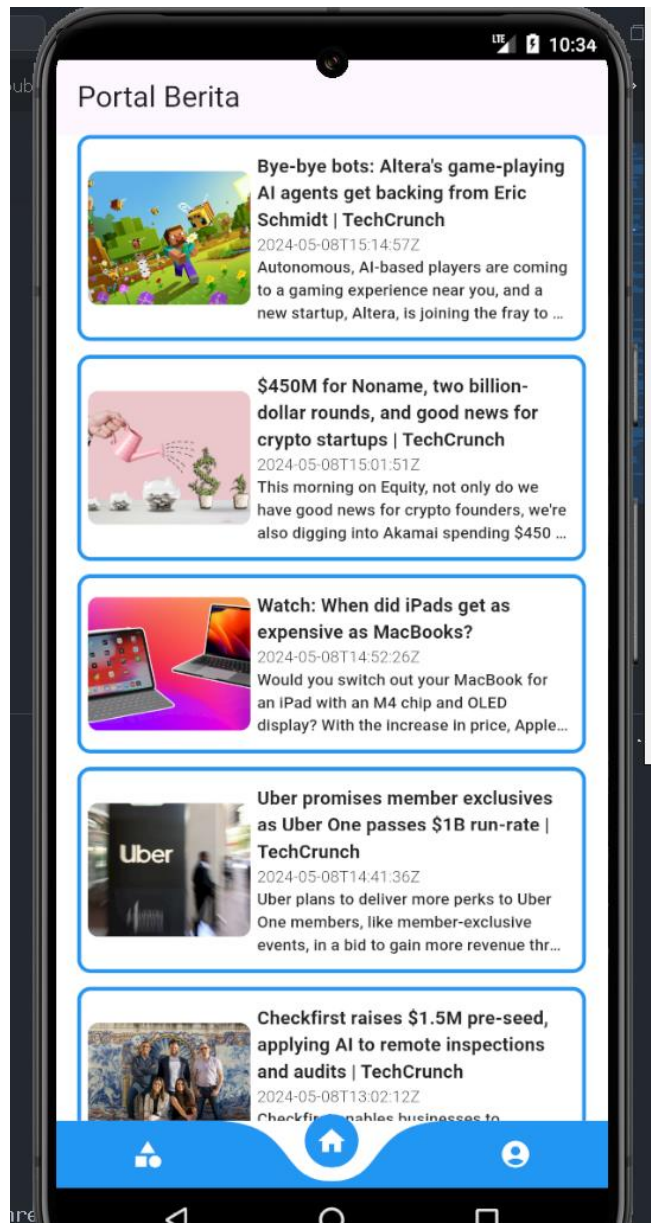 LTE 10:34
oub
Portal Berita
Bye-bye bots: Altera's game-playing
AI agents get backing from Eric
Schmidt | TechCrunch
2024-05-08T15:14:57Z
Autonomous, AI-based players are coming
to a gaming experience near you, and a
new startup, Altera, is joining the fray to ...
$450M for Noname, two billion-
dollar rounds, and good news for
crypto startups | TechCrunch
2024-05-08T15:01:51Z
This morning on Equity, not only do we
have good news for crypto founders, we're
also digging into Akamai spending $450 ...
Watch: When did iPads get as
expensive as MacBooks?
2024-05-08T14:52:26Z
Would you switch out your MacBook for
an iPad with an M4 chip and OLED
display? With the increase in price, Apple...
Uber
Uber promises member exclusives
as Uber One passes $1B run-rate |
TechCrunch
2024-05-08T14:41:36Z
Uber plans to deliver more perks to Uber
One members, like member-exclusive
events, in a bid to gain more revenue thr...
Checkfirst raises $1.5M pre-seed,
applying AI to remote inspections
and audits | TechCrunch
2024-05-08T13:02:12Z
Checkfirst enables businesses to